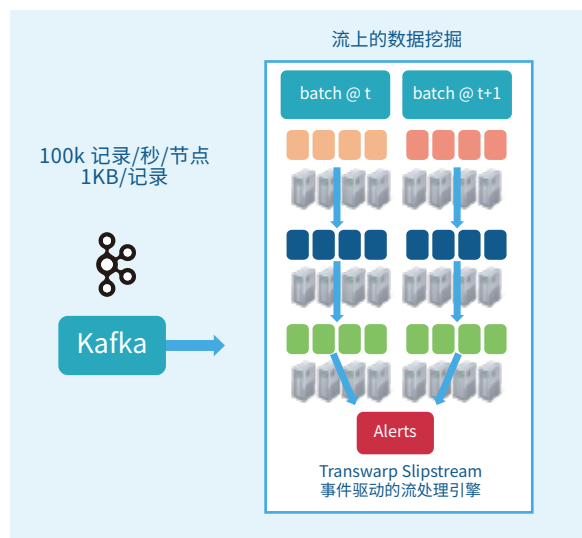 流上的数据挖掘
batch @ t
batch @ t+1
100k 记录/秒/节点
1KB/记录
Kafka
Alerts
Transwarp Slipstream
事件驱动的流处理引擎